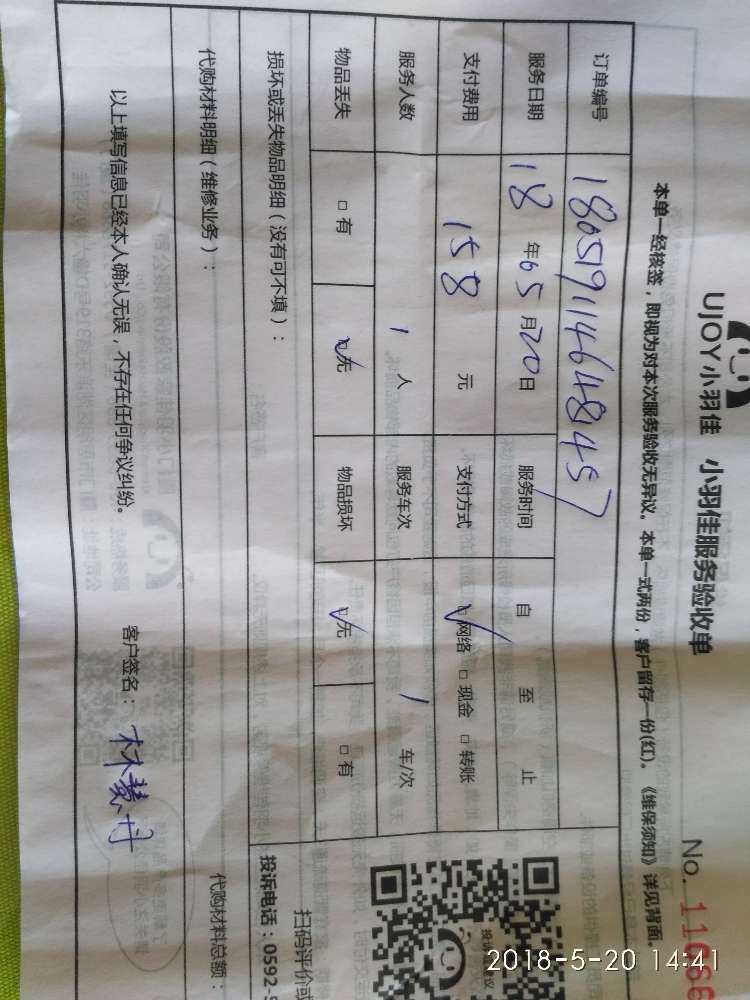 UJOY小羽佳 小羽佳服务验收单
No. 11066
本单一经核签，即视为对本次服务验收无异议。本单一式两份，客户留存一份(红)。《维保须知》详见背面。
订单编号 180519114648457
服务日期 18 年 05 月 20 日 服务时间 自 至 止
支付费用 158 元 支付方式 ☑网络 □现金 □转账
服务人数 1 人 服务车次 1 车/次
物品丢失 □有 ☑无 物品损坏 ☑无 □有
损坏或丢失物品明细（没有可不填）：
代购材料明细（维修业务）： 代购材料总额：
以上填写信息已经本人确认无误，不存在任何争议纠纷。 客户签名：林慧
扫码评价或
投诉电话：0592-5
2018-5-20 14:41